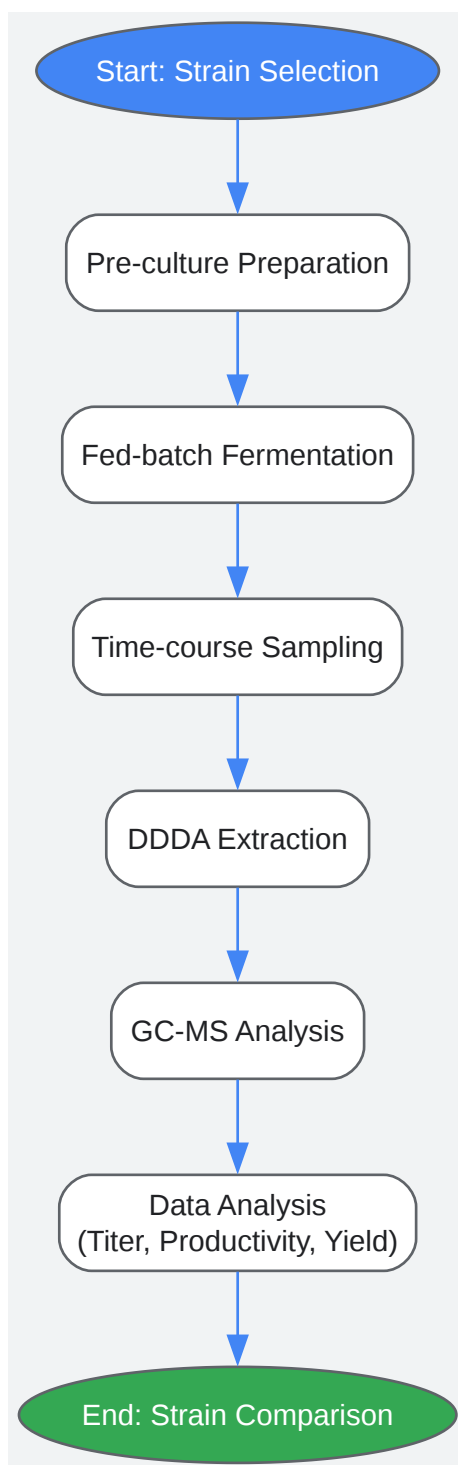 Start: Strain Selection
Pre-culture Preparation
Fed-batch Fermentation
Time-course Sampling
DDDA Extraction
GC-MS Analysis
Data Analysis
(Titer, Productivity, Yield)
End: Strain Comparison